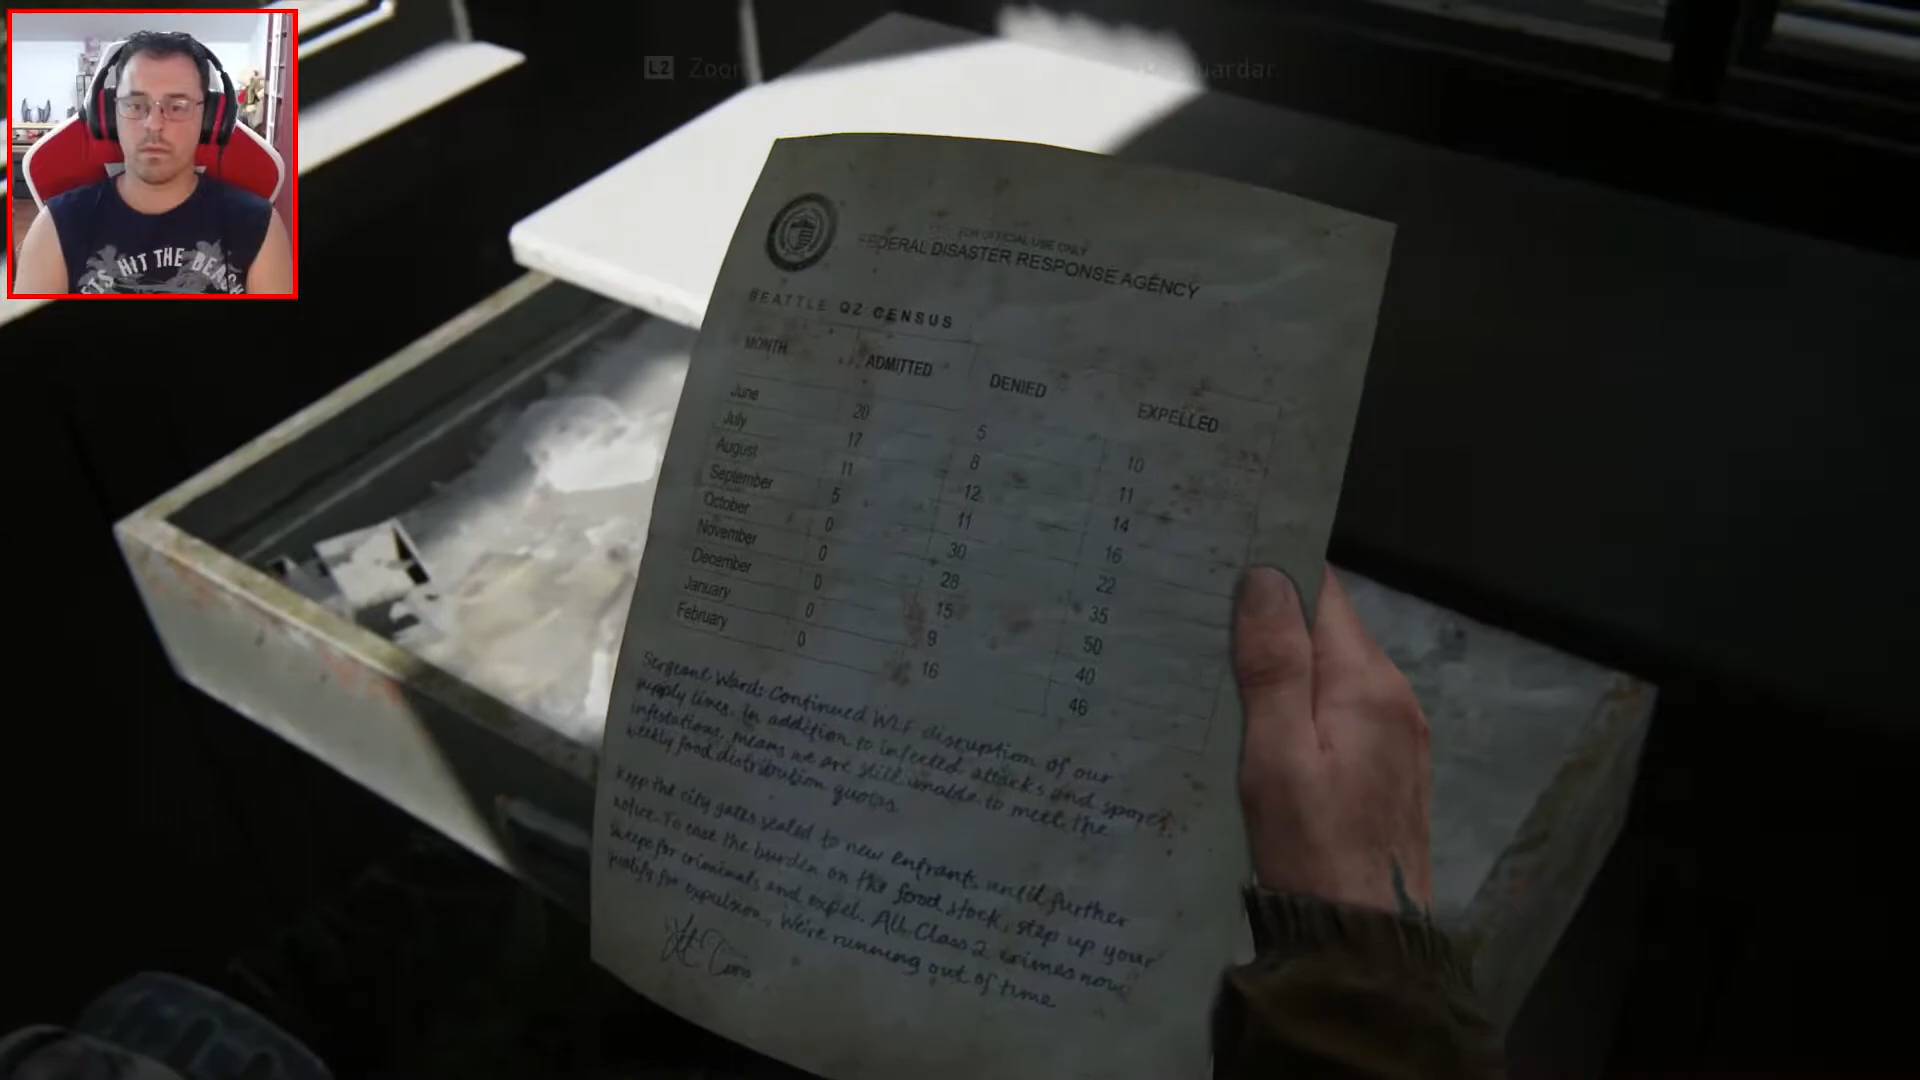 L2 Zoom
Guardar
HIT THE BEACH
FOR OFFICIAL USE ONLY
FEDERAL DISASTER RESPONSE AGENCY
SEATTLE QZ CENSUS
MONTH ADMITTED DENIED EXPELLED
June 20 5 10
July 17 8 11
August 11 12 14
September 5 11 16
October 0 30 22
November 0 28 35
December 0 15 50
January 0 9 40
February 0 16 46
Sergeant Ward: Continued WLF disruption of our
supply lines, in addition to infected attacks and spore
infestations, means we are still unable to meet the
weekly food distribution quotas.
Keep the city gates sealed to new entrants until further
notice. To ease the burden on the food stock, step up your
sweeps for criminals and expel. All Class 2 crimes now
qualify for expulsion. We're running out of time